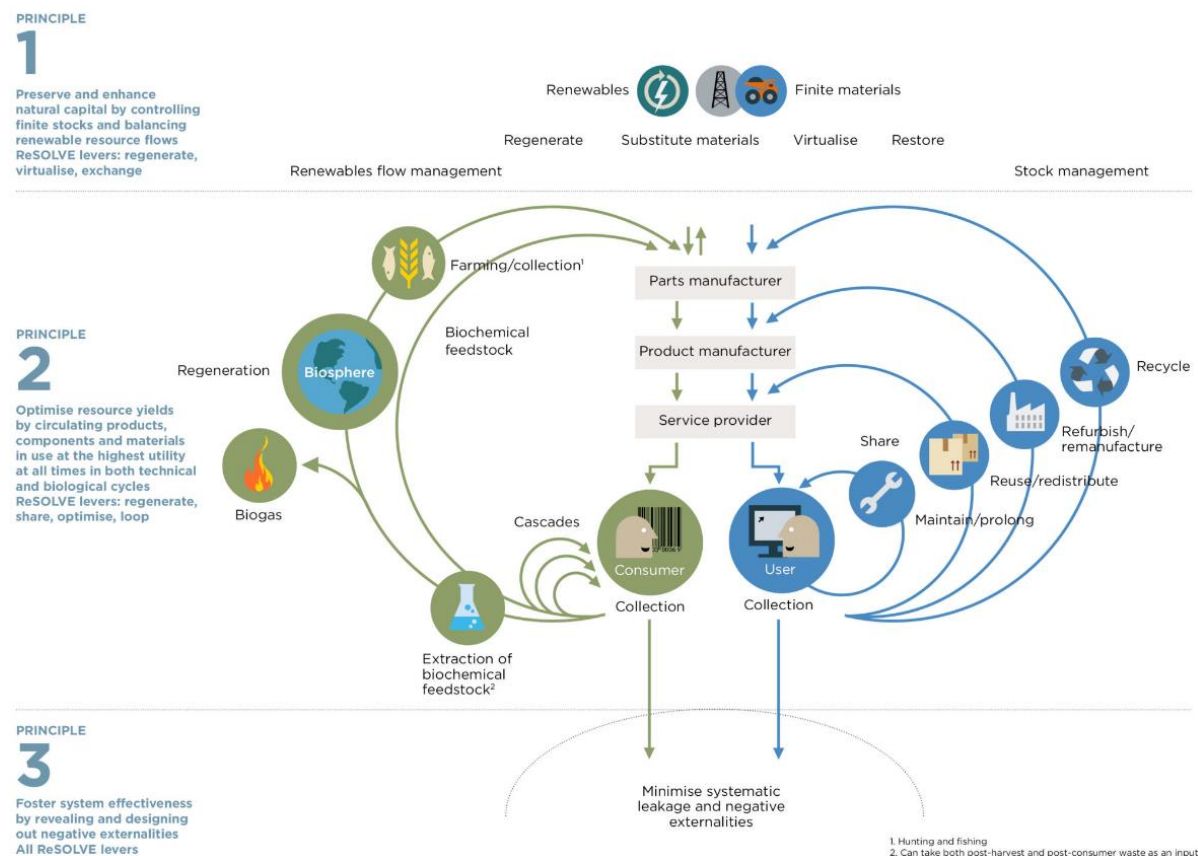 PRINCIPLE
1
Preserve and enhance
natural capital by controlling
finite stocks and balancing
renewable resource flows
ReSOLVE levers: regenerate,
virtualise, exchange
Renewables
Finite materials
Regenerate
Substitute materials
Virtualise
Restore
Renewables flow management
Stock management
PRINCIPLE
2
Optimise resource yields
by circulating products,
components and materials
in use at the highest utility
at all times in both technical
and biological cycles
ReSOLVE levers: regenerate,
share, optimise, loop
Farming/collection¹
Parts manufacturer
Biochemical
feedstock
Product manufacturer
Regeneration
Biosphere
Recycle
Service provider
Share
Refurbish/
remanufacture
Reuse/redistribute
Biogas
Cascades
Maintain/prolong
Consumer
User
Collection
Collection
Extraction of
biochemical
feedstock²
PRINCIPLE
3
Foster system effectiveness
by revealing and designing
out negative externalities
All ReSOLVE levers
Minimise systematic
leakage and negative
externalities
1. Hunting and fishing
2. Can take both post-harvest and post-consumer waste as an input